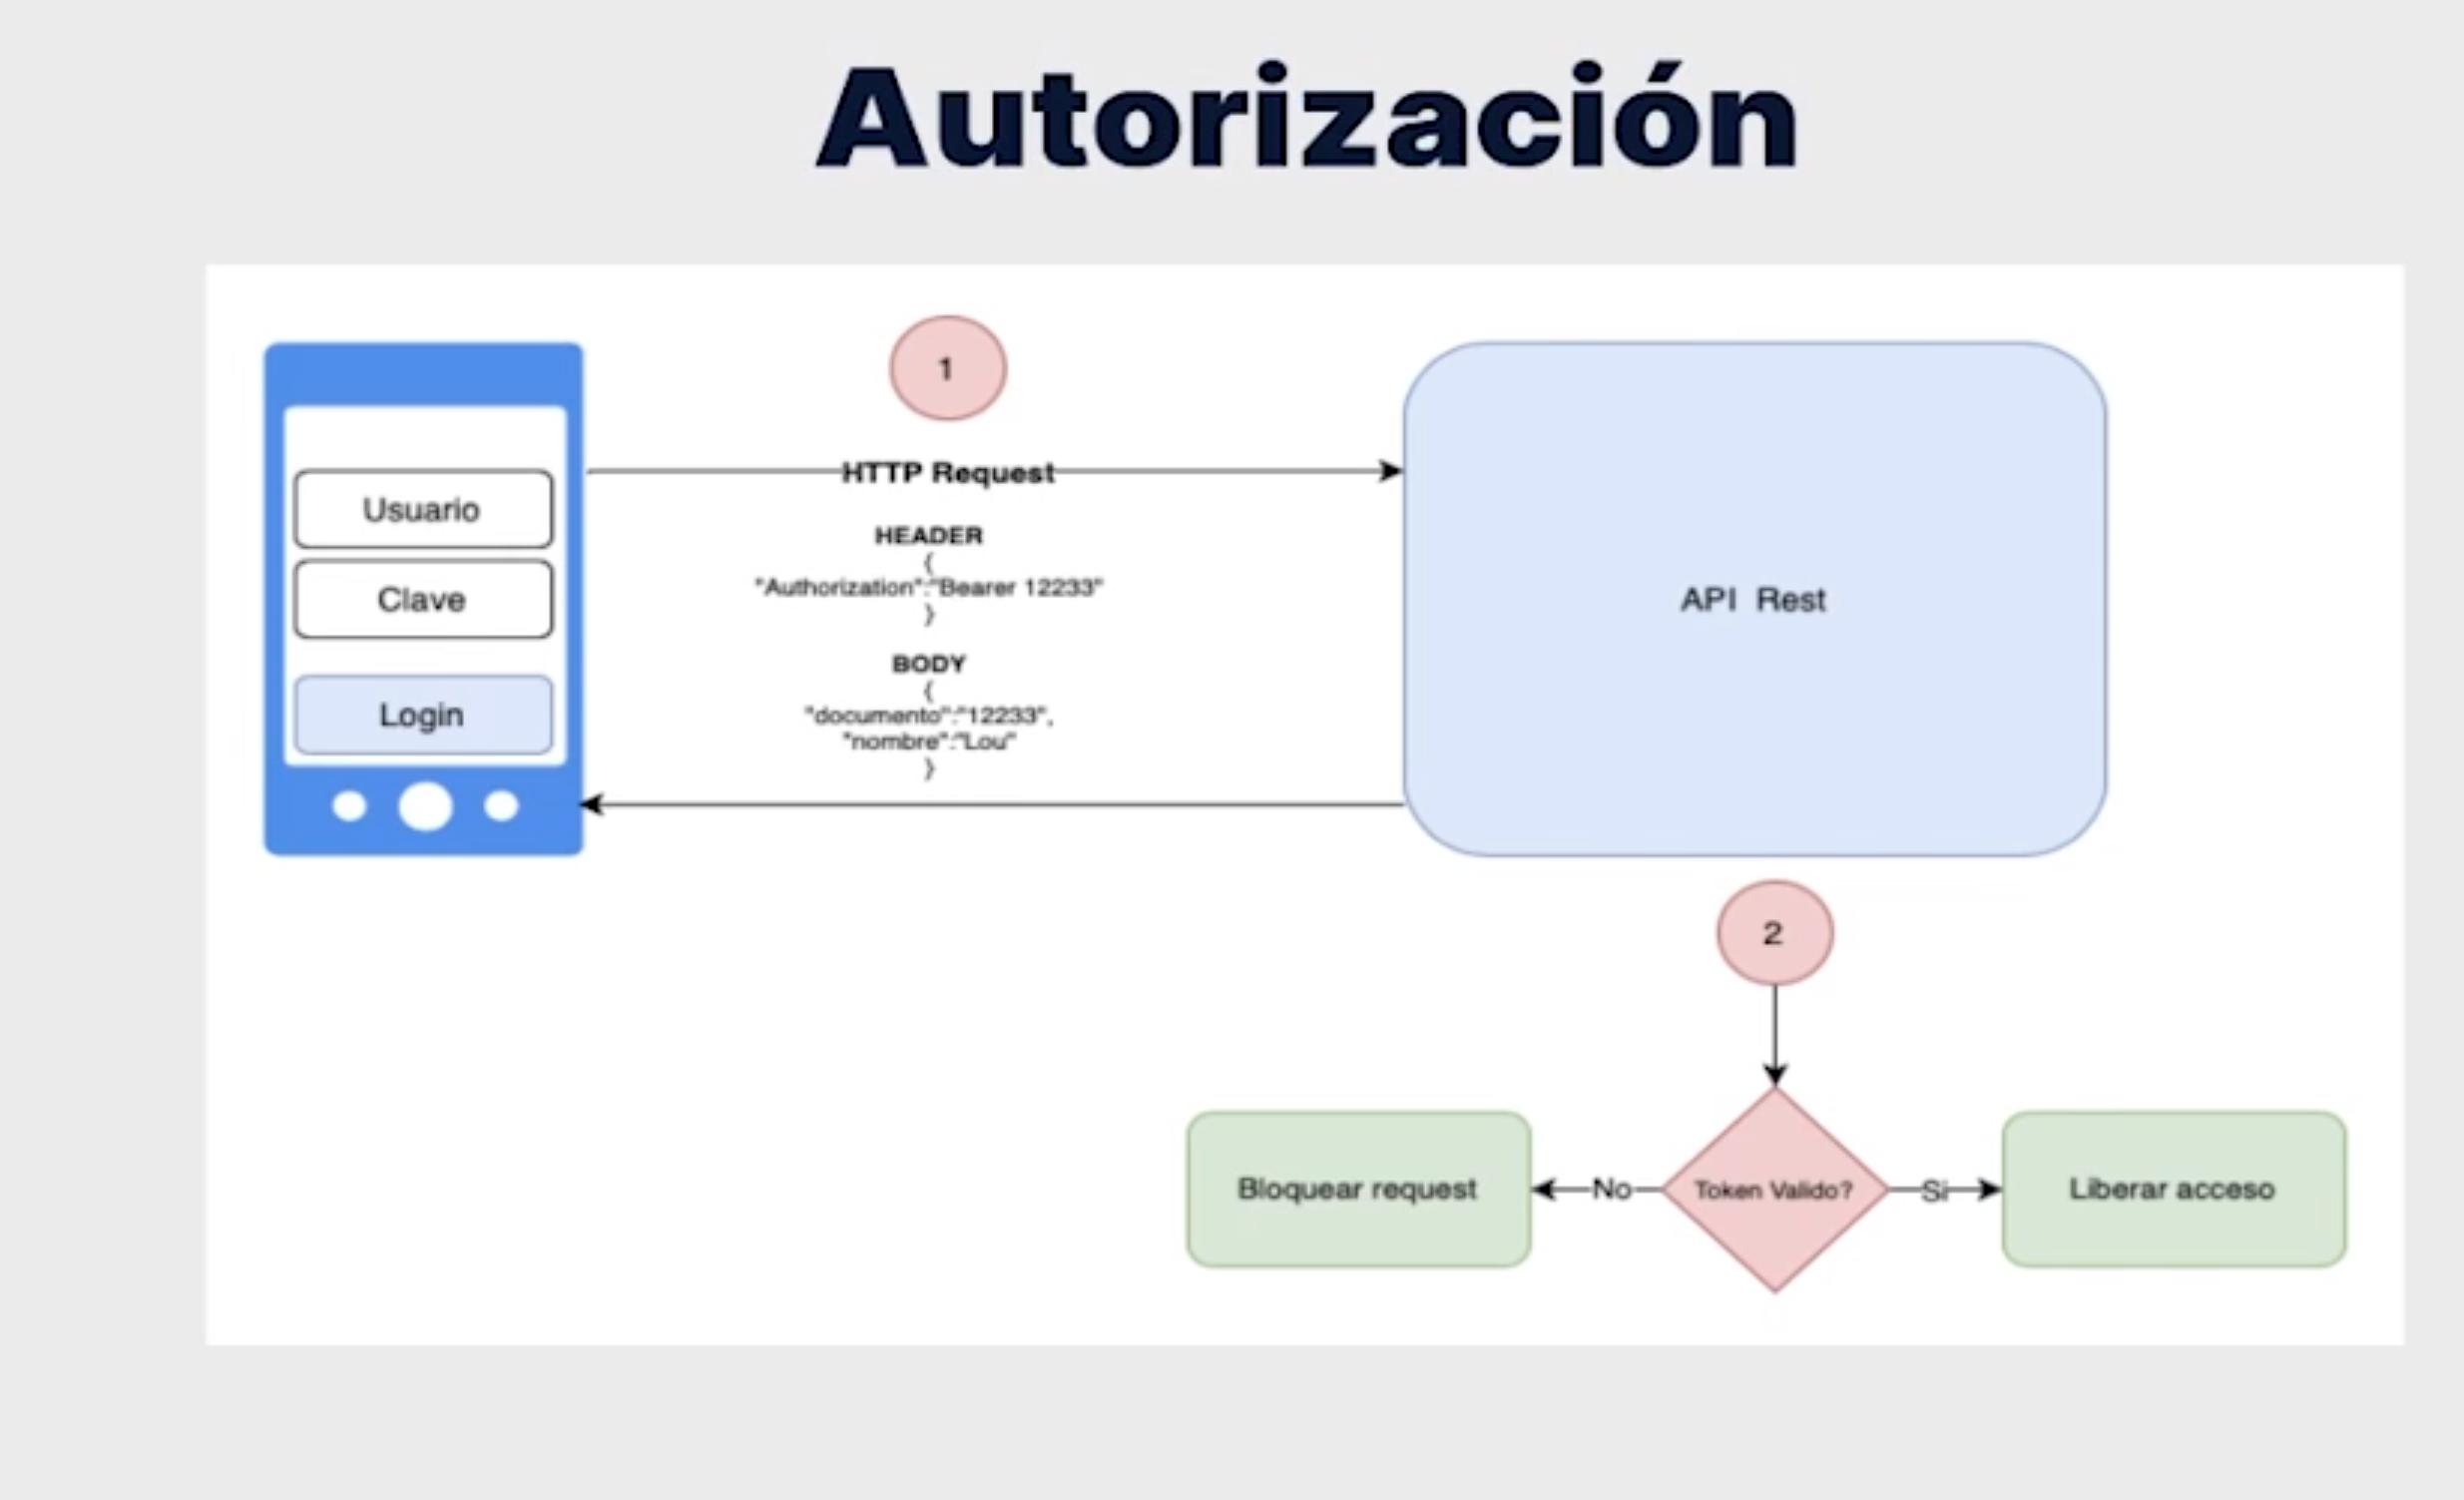 Autorización
1
HTTP Request
HEADER
{
"Authorization":"Bearer 12233"
}
BODY
{
"documento":"12233",
"nombre":"Lou"
}
Usuario
Clave
Login
API Rest
2
Bloquear request
No
Token Valido?
Si
Liberar acceso